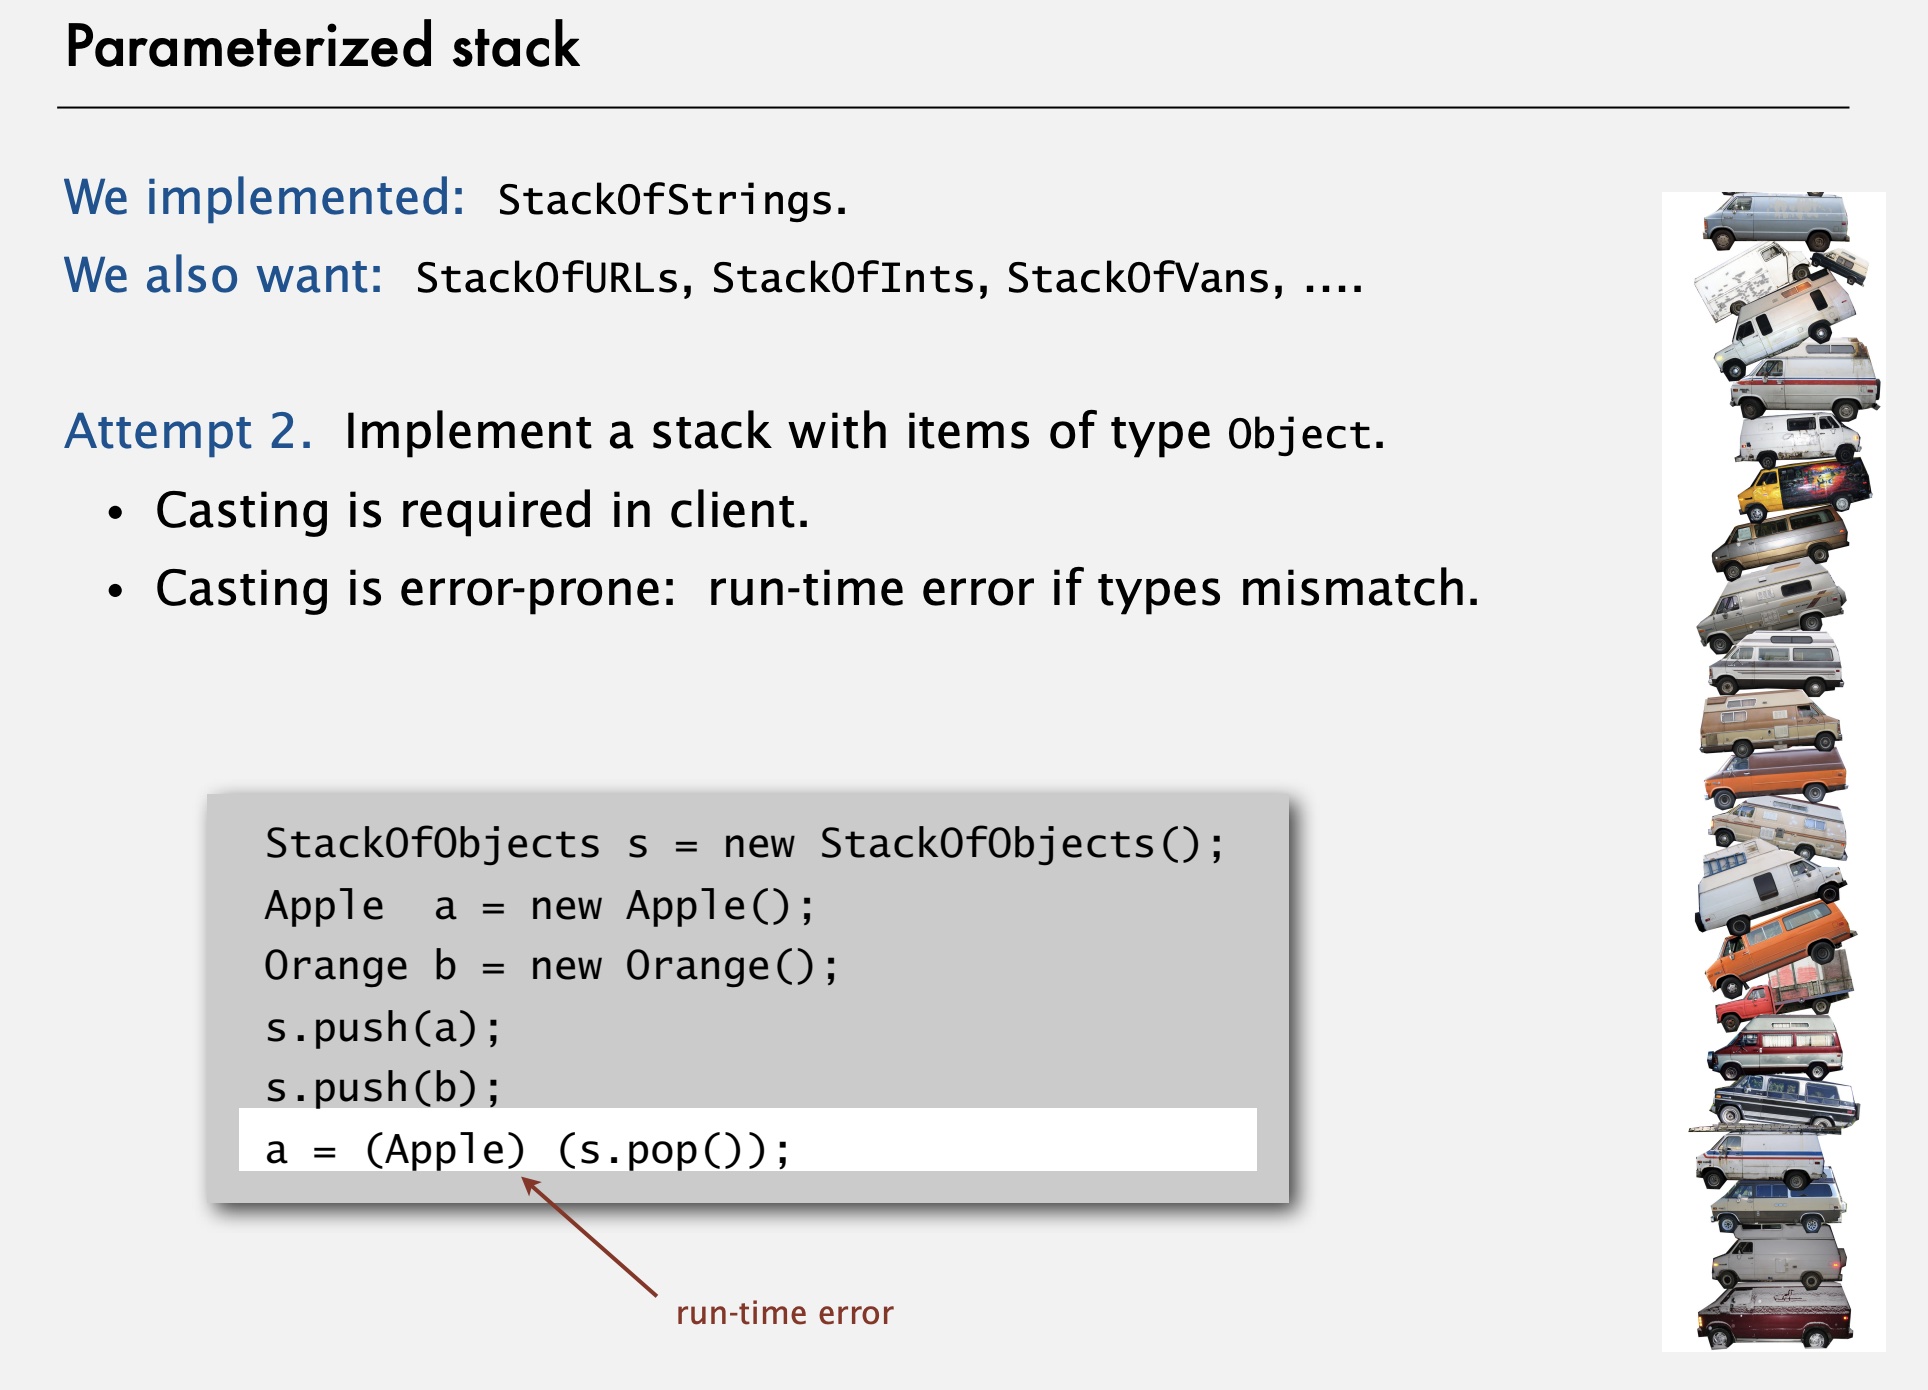 Parameterized stack
We implemented: StackOfStrings.
We also want: StackOfURLs, StackOfInts, StackOfVans, ….
Attempt 2. Implement a stack with items of type Object.
• Casting is required in client.
• Casting is error-prone: run-time error if types mismatch.
StackOfObjects s = new StackOfObjects();
Apple  a = new Apple();
Orange b = new Orange();
s.push(a);
s.push(b);
a = (Apple) (s.pop());
run-time error